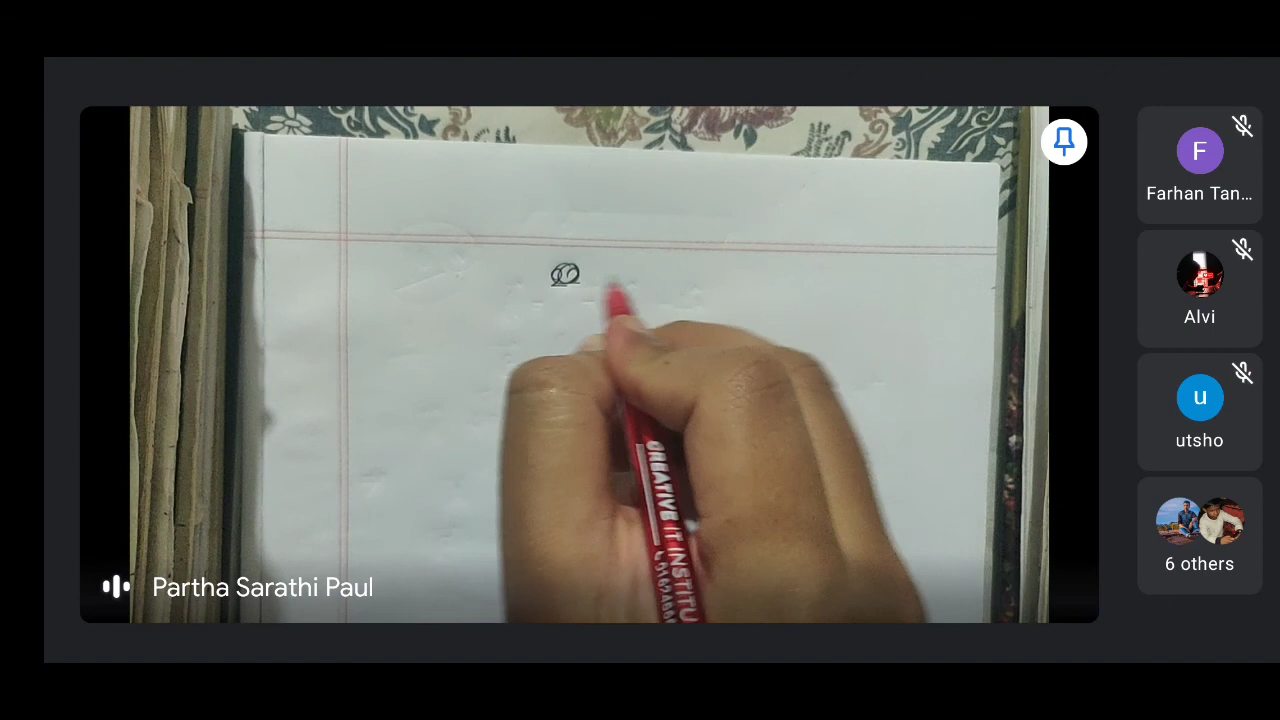 Farhan Tan...
Alvi
u
utsho
6 others
F
CREATIVE IT INSTITU
Partha Sarathi Paul